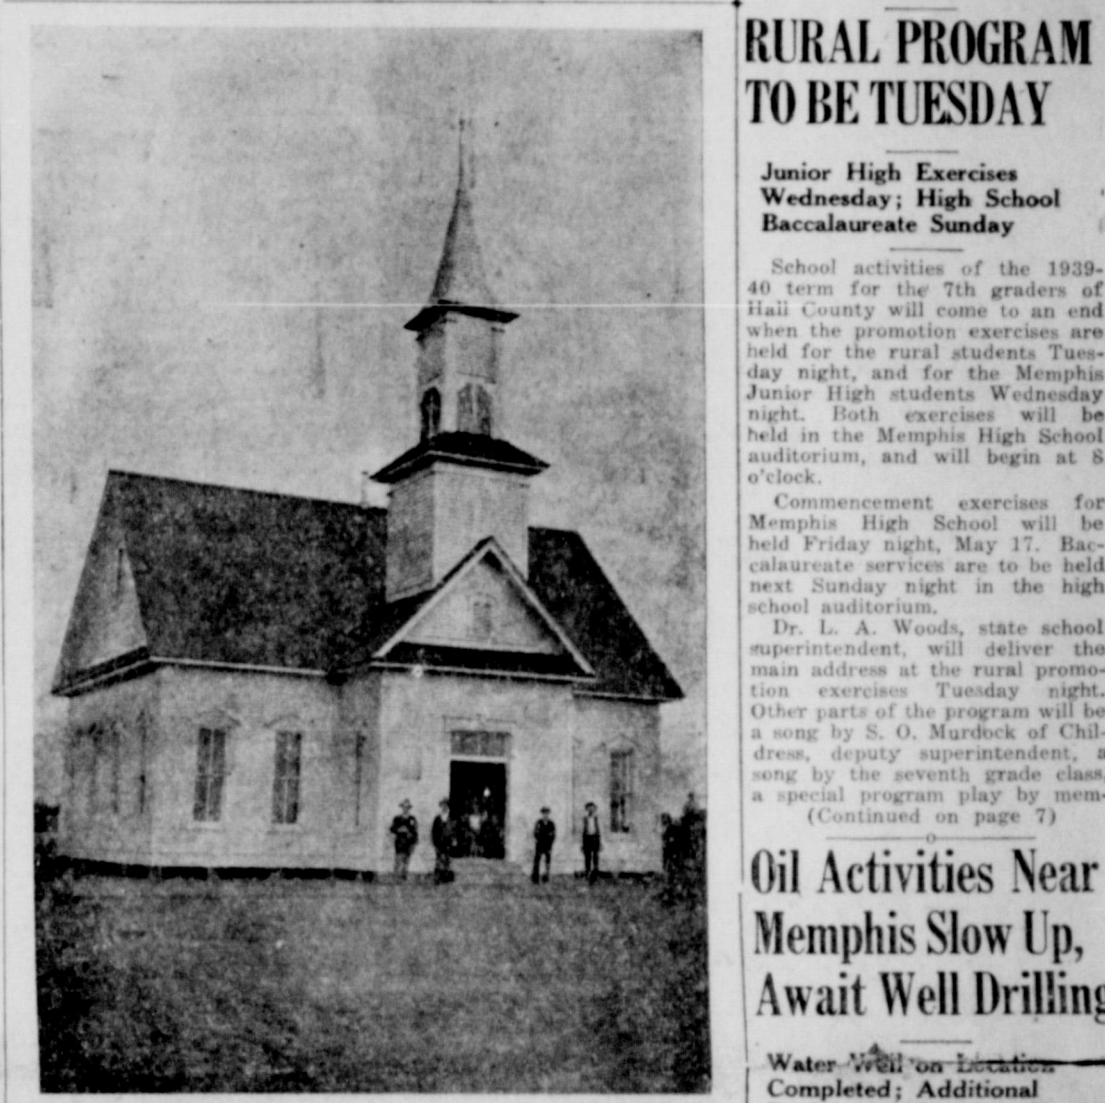 RURAL PROGRAM
TO BE TUESDAY
Junior High Exercises
Wednesday; High School
Baccalaureate Sunday
School activities of the 1939-
40 term for the 7th graders of
Hall County will come to an end
when the promotion exercises are
held for the rural students Tues-
day night, and for the Memphis
Junior High students Wednesday
night. Both exercises will be
held in the Memphis High School
auditorium, and will begin at 8
o'clock.
Commencement exercises for
Memphis High School will be
held Friday night, May 17. Bac-
calaureate services are to be held
next Sunday night in the high
school auditorium.
Dr. L. A. Woods, state school
superintendent, will deliver the
main address at the rural promo-
tion exercises Tuesday night.
Other parts of the program will be
a song by S. O. Murdock of Chil-
dress, deputy superintendent, a
song by the seventh grade class,
a special program play by mem-
(Continued on page 7)
Oil Activities Near
Memphis Slow Up,
Await Well Drilling
Water Well on Location
Completed; Additional